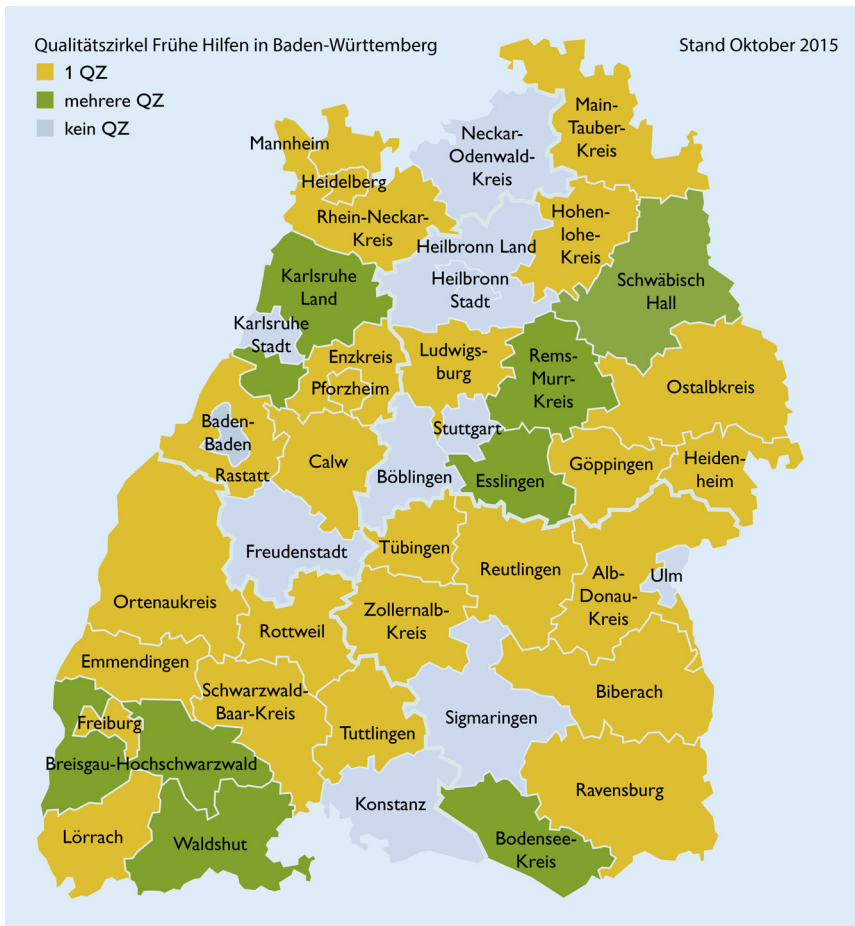 Qualitätszirkel Frühe Hilfen in Baden-Württemberg
Stand Oktober 2015
1 QZ
mehrere QZ
kein QZ
Main-
Tauber-
Kreis
Neckar-
Odenwald-
Kreis
Mannheim
Heidelberg
Rhein-Neckar-
Kreis
Hohen-
lohe-
Kreis
Heilbronn Land
Heilbronn
Stadt
Karlsruhe
Land
Schwäbisch
Hall
Karlsruhe
Stadt
Enzkreis
Pforzheim
Ludwigs-
burg
Rems-
Murr-
Kreis
Ostalbkreis
Baden-
Baden
Rastatt
Calw
Stuttgart
Böblingen
Esslingen
Göppingen
Heiden-
heim
Freudenstadt
Tübingen
Reutlingen
Alb-
Donau-
Kreis
Ulm
Ortenaukreis
Rottweil
Zollernalb-
Kreis
Emmendingen
Schwarzwald-
Baar-Kreis
Tuttlingen
Sigmaringen
Biberach
Freiburg
Breisgau-Hochschwarzwald
Konstanz
Ravensburg
Lörrach
Waldshut
Bodensee-
Kreis